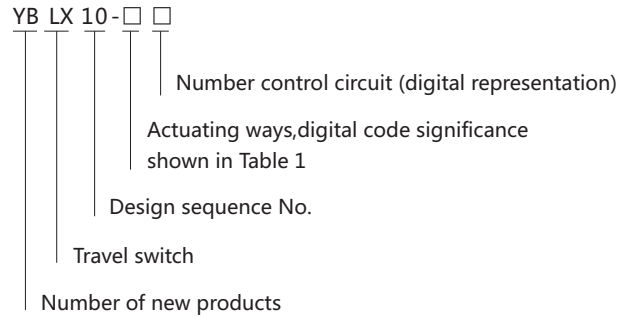 YB LX 10-□ □
Number control circuit (digital representation)
Actuating ways,digital code significance
shown in Table 1
Design sequence No.
Travel switch
Number of new products